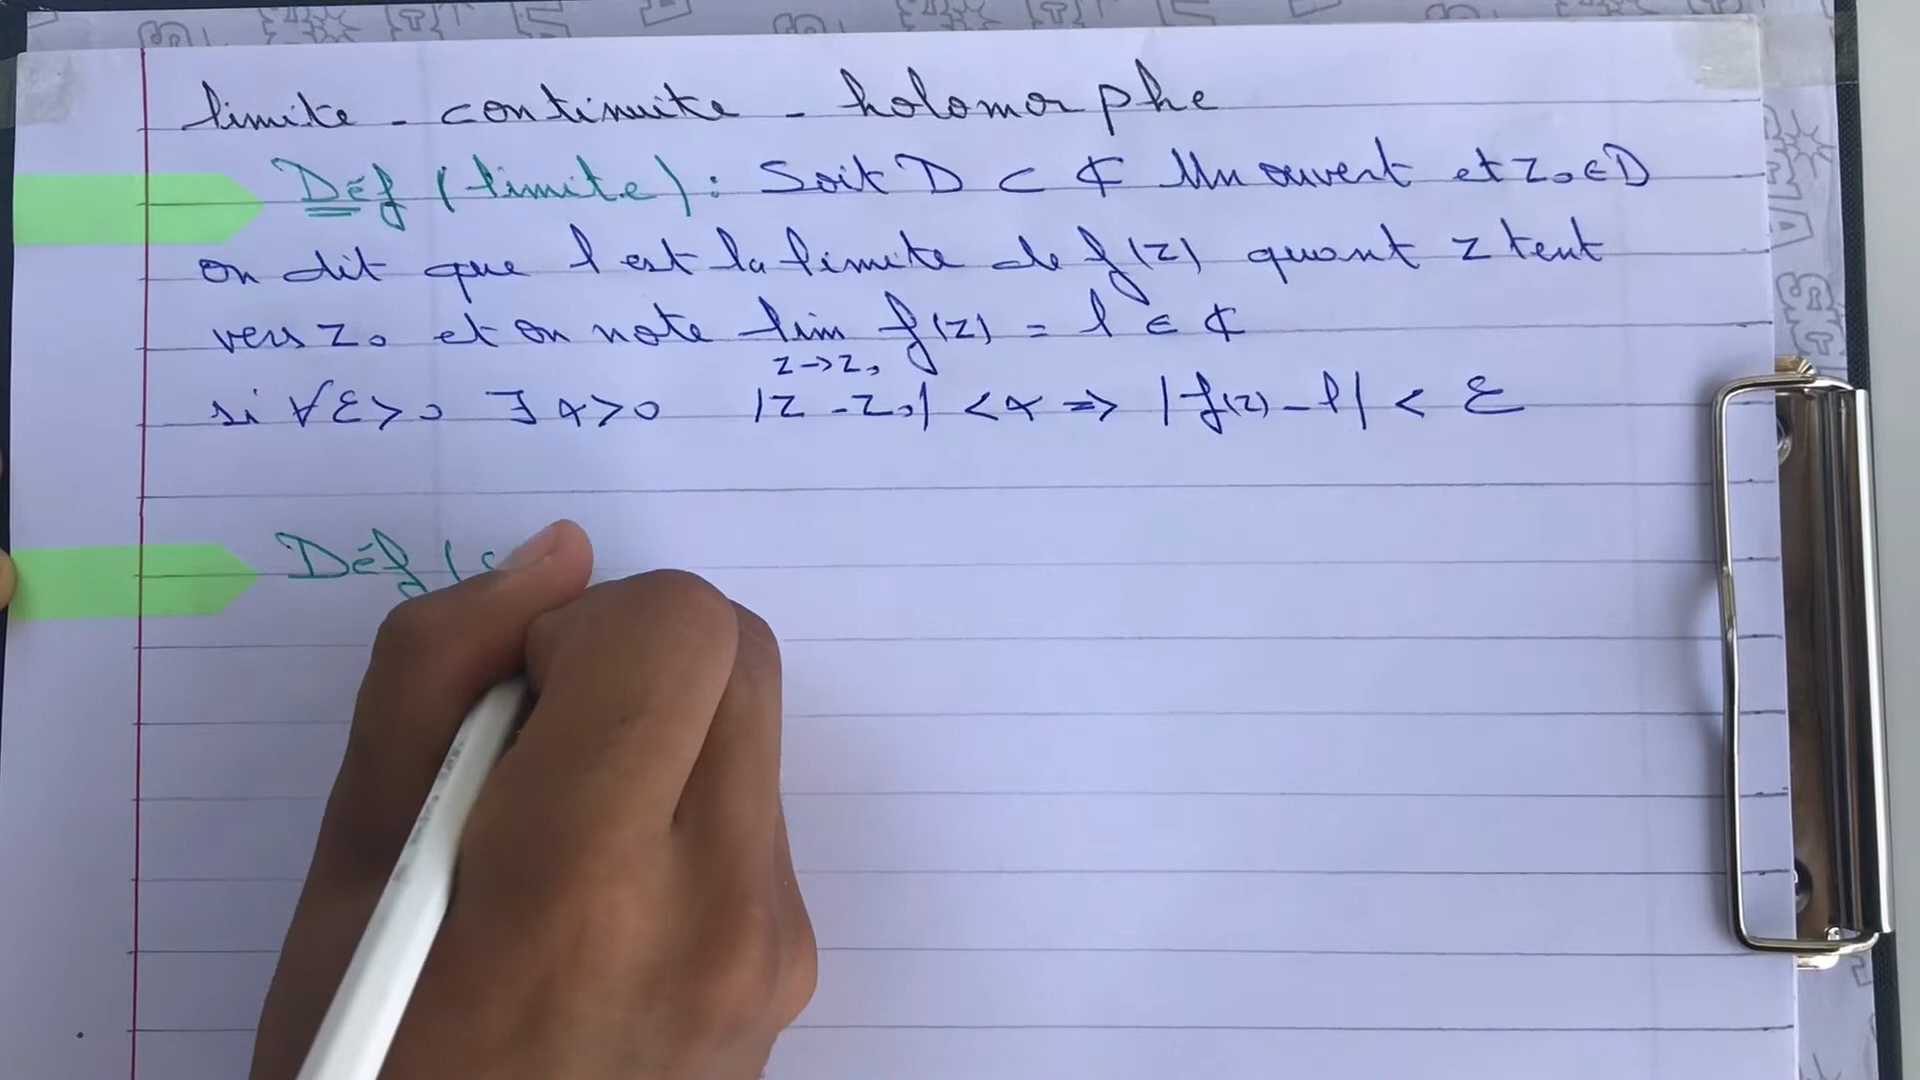 limite - continuite - holomorphe
Déf (limite) : Soit D ⊂ ℂ Un ouvert et z₀ ∈ D
on dit que l est la limite de f(z) quant z tent
vers z₀ et on note lim f(z) = l ∈ ℂ
z→z₀
si ∀ε>0 ∃ α>0 |z - z₀| < α => |f(z) - l| < ε
Déf (